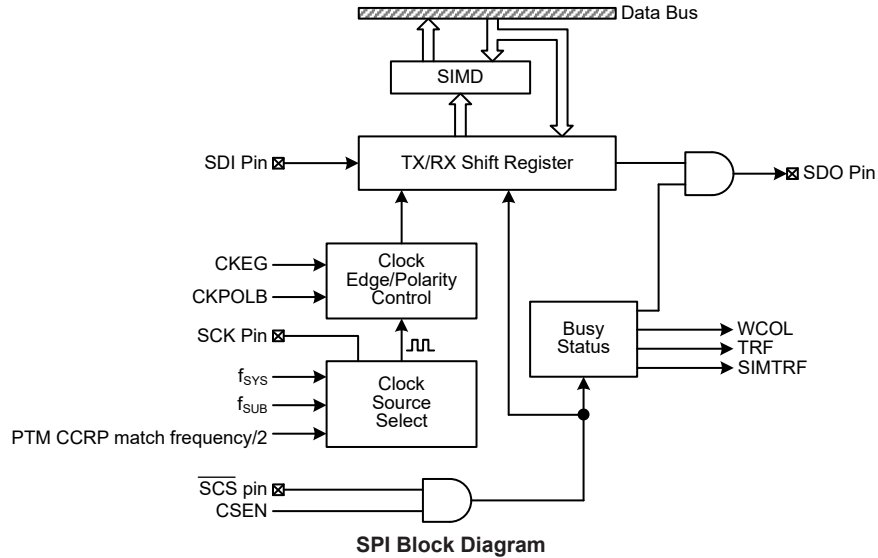 Data Bus
SIMD
SDI Pin
TX/RX Shift Register
SDO Pin
CKEG
CKPOLB
Clock
Edge/Polarity
Control
SCK Pin
Busy
Status
WCOL
TRF
SIMTRF
fSYS
fSUB
PTM CCRP match frequency/2
Clock
Source
Select
SCS pin
CSEN
SPI Block Diagram